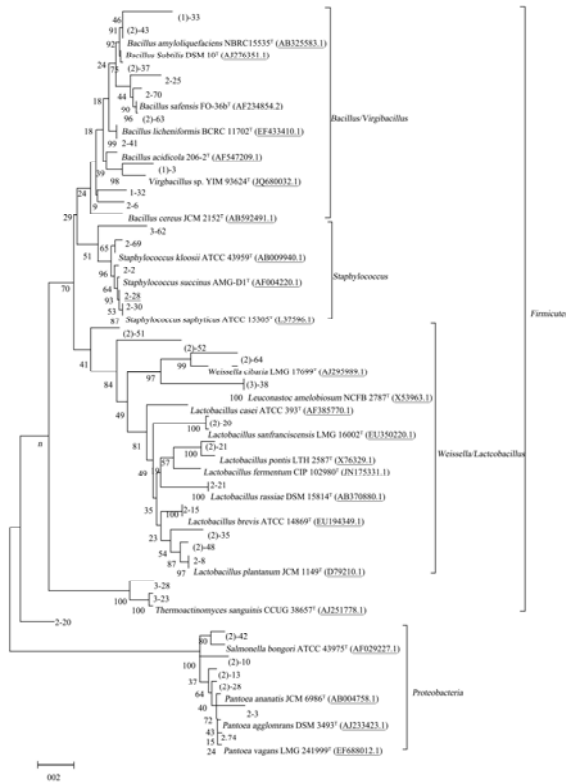 46
(1)-33
91
(2)-43
92
Bacillus amyloliquefaciens NBRC15535ᵀ (AB325583.1)
Bacillus Subtilis DSM 10ᵀ (AJ276351.1)
24
75
(2)-37
2-25
44
2-70
18
90
Bacillus safensis FO-36bᵀ (AF234854.2)
96
(2)-63
Bacillus/Virgibacillus
18
Bacillus licheniformis BCRC 11702ᵀ (EF433410.1)
99
2-41
Bacillus acidicola 206-2ᵀ (AF547209.1)
39
(1)-3
98
Virgbacillus sp. YIM 93624ᵀ (JQ680032.1)
24
1-32
9
2-6
29
Bacillus cereus JCM 2152ᵀ (AB592491.1)
3-62
65
2-69
51
Staphylococcus kloosii ATCC 43959ᵀ (AB009940.1)
96
2-2
64
Staphylococcus succinus AMG-D1ᵀ (AF004220.1)
Staphylococcus
70
93
2-28
53
2-30
87
Staphylococcus saphyticus ATCC 15305ᵀ (L37596.1)
Firmicutes
(2)-51
41
(2)-52
99
(2)-64
84
97
Weissella cibaria LMG 17699ᵀ (AJ295989.1)
(3)-38
49
100
Leuconostoc amelobiosum NCFB 2787ᵀ (X53963.1)
Lactobacillus casei ATCC 393ᵀ (AF385770.1)
100
(2)-20
81
Lactobacillus sanfranciscensis LMG 16002ᵀ (EU350220.1)
n
57
(2)-21
Lactobacillus pontis LTH 2587ᵀ (X76329.1)
Weissella/Lactcobacillus
49
Lactobacillus fermentum CIP 102980ᵀ (JN175331.1)
2-21
100
Lactobacillus rassiae DSM 15814ᵀ (AB370880.1)
35
100
2-15
Lactobacillus brevis ATCC 14869ᵀ (EU194349.1)
23
(2)-35
54
(2)-48
87
2-8
97
Lactobacillus plantanum JCM 1149ᵀ (D79210.1)
3-28
100
3-23
100
Thermoactinomyces sanguinis CCUG 38657ᵀ (AJ251778.1)
2-20
80
(2)-42
Salmonella bongori ATCC 43975ᵀ (AF029227.1)
100
(2)-10
37
(2)-13
64
(2)-28
40
Pantoea ananatis JCM 6986ᵀ (AB004758.1)
Proteobacteria
2-3
72
Pantoea agglomrans DSM 3493ᵀ (AJ233423.1)
43
2.74
15
24
Pantoea vagans LMG 241999ᵀ (EF688012.1)
002